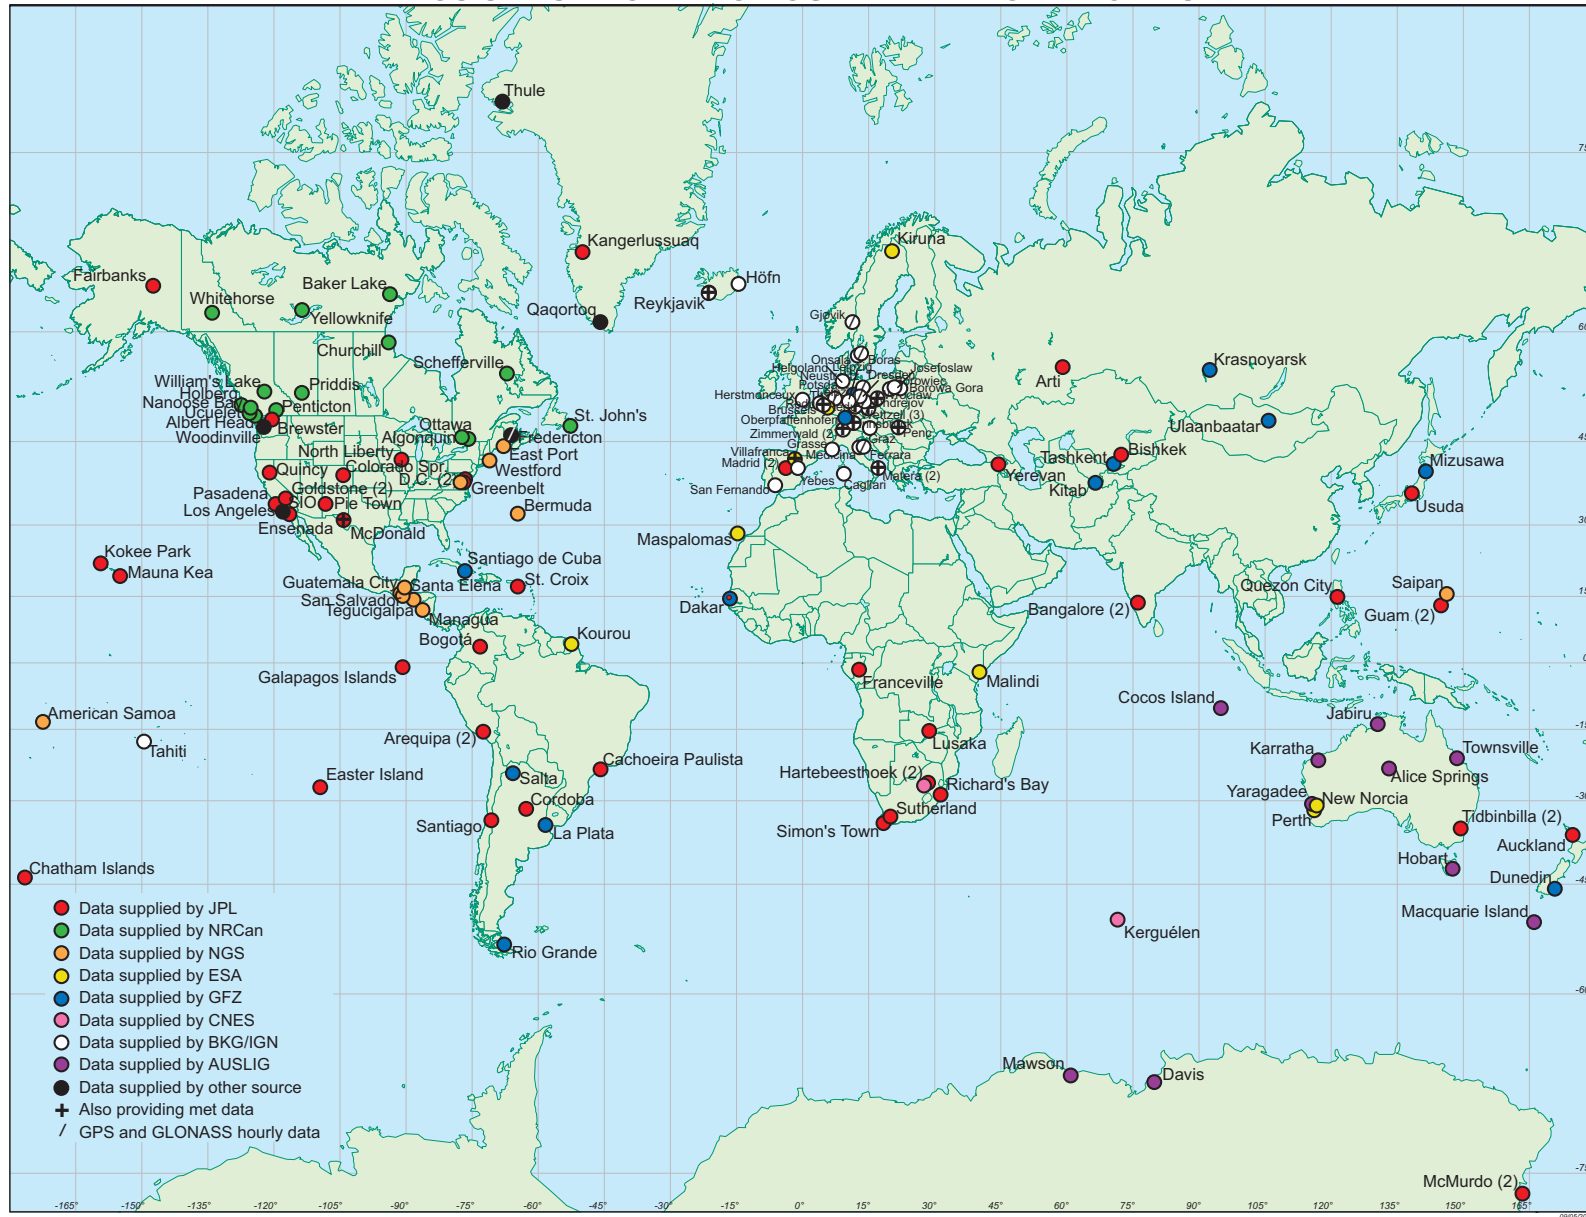 Thule
Kangerlussuaq
Kiruna
Fairbanks
Baker Lake
Höfn
Whitehorse
Reykjavik
Yellowknife
Qaqortoq
Gjovik
Churchill
Schefferville
Krasnoyarsk
Onsala
Boras
Helgoland
Leipzig
Josefoslaw
Arti
William's Lake
Priddis
Dresden
Borowa Gora
Holberg
Herstmonceux
Nanoose Bay
Penticton
Ucluelet
St. John's
Brussels
Albert Head
Brewster
Ottawa
Ulaanbaatar
Woodinville
Algonquin
Fredericton
Oberpfaffenhofen
Innsbruck
Wettzell (3)
North Liberty
East Port
Zimmerwald (2)
Graz
Penc
Grasse
Bishkek
Tashkent
Villafranca
Medicina
Ferrara
Mizusawa
Quincy
Colorado Spr.
Westford
Madrid (2)
Matera (2)
Yerevan
D.C. (2)
Greenbelt
Yebes
Cagliari
Kitab
Pasadena
Goldstone (2)
San Fernando
SIO
Pie Town
Usuda
Los Angeles
Bermuda
Ensenada
McDonald
Maspalomas
Kokee Park
Santiago de Cuba
Mauna Kea
Guatemala City
Santa Elena
St. Croix
Quezon City
Saipan
San Salvador
Dakar
Bangalore (2)
Guam (2)
Tegucigalpa
Managua
Bogotá
Kourou
Galapagos Islands
Franceville
Malindi
Cocos Island
American Samoa
Jabiru
Tahiti
Arequipa (2)
Lusaka
Karratha
Townsville
Cachoeira Paulista
Easter Island
Salta
Hartebeesthoek (2)
Alice Springs
Richard's Bay
Yaragadee
New Norcia
Cordoba
Sutherland
Perth
Tidbinbilla (2)
Santiago
La Plata
Simon's Town
Auckland
Chatham Islands
Hobart
Dunedin
Macquarie Island
Kerguélen
Rio Grande
Data supplied by JPL
Data supplied by NRCan
Data supplied by NGS
Data supplied by ESA
Data supplied by GFZ
Data supplied by CNES
Data supplied by BKG/IGN
Data supplied by AUSLIG
Data supplied by other source
Also providing met data
GPS and GLONASS hourly data
Mawson
Davis
McMurdo (2)
-165° -150° -135° -120° -105° -90° -75° -60° -45° -30° -15° 0° 15° 30° 45° 60° 75° 90° 105° 120° 135° 150° 165°